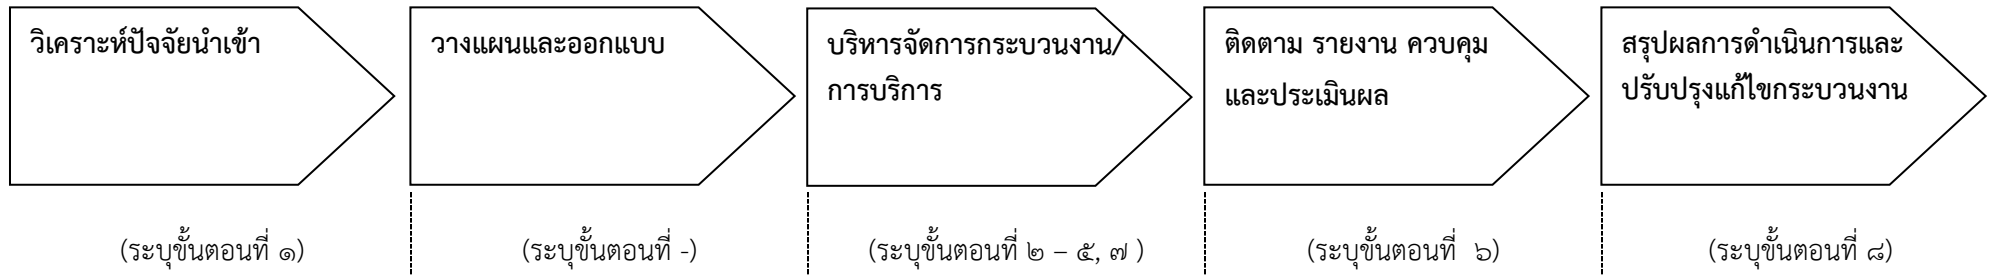 วิเคราะห์ปัจจัยนำเข้า
วางแผนและออกแบบ
บริหารจัดการกระบวนงาน/
การบริการ
ติดตาม รายงาน ควบคุม
และประเมินผล
สรุปผลการดำเนินการและ
ปรับปรุงแก้ไขกระบวนงาน
(ระบุขั้นตอนที่ ๑)
(ระบุขั้นตอนที่ -)
(ระบุขั้นตอนที่ ๒ – ๕, ๗ )
(ระบุขั้นตอนที่ ๖)
(ระบุขั้นตอนที่ ๘)